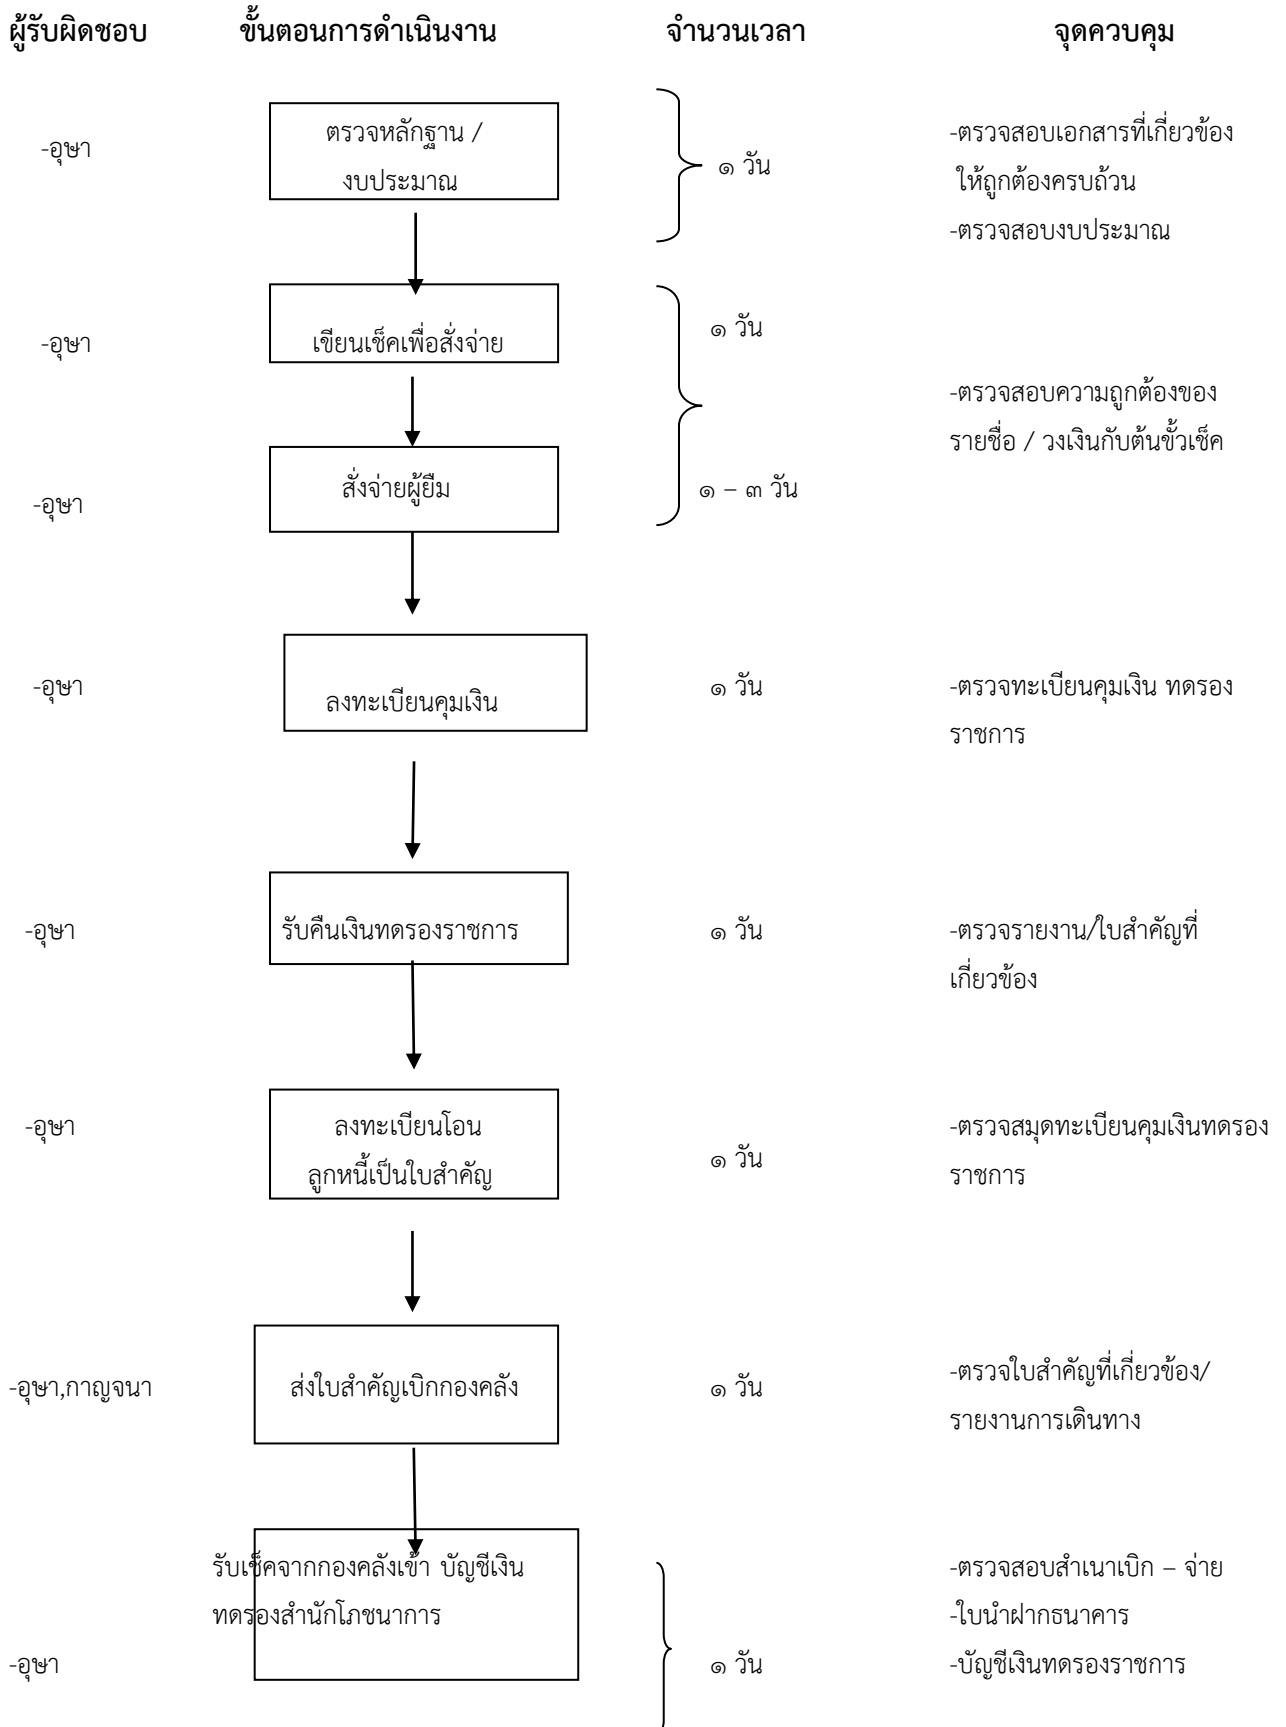 ผู้รับผิดชอบ ขั้นตอนการดำเนินงาน จำนวนเวลา จุดควบคุม
-อุษา
ตรวจหลักฐาน /
งบประมาณ
๑ วัน
-ตรวจสอบเอกสารที่เกี่ยวข้อง
ให้ถูกต้องครบถ้วน
-ตรวจสอบงบประมาณ
-อุษา
เขียนเช็คเพื่อสั่งจ่าย
๑ วัน
-ตรวจสอบความถูกต้องของ
รายชื่อ / วงเงินกับต้นขั้วเช็ค
-อุษา
สั่งจ่ายผู้ยืม
๑ – ๓ วัน
-อุษา
ลงทะเบียนคุมเงิน
๑ วัน
-ตรวจทะเบียนคุมเงิน ทดรอง
ราชการ
-อุษา
รับคืนเงินทดรองราชการ
๑ วัน
-ตรวจรายงาน/ใบสำคัญที่
เกี่ยวข้อง
-อุษา
ลงทะเบียนโอน
ลูกหนี้เป็นใบสำคัญ
๑ วัน
-ตรวจสมุดทะเบียนคุมเงินทดรอง
ราชการ
-อุษา,กาญจนา
ส่งใบสำคัญเบิกกองคลัง
๑ วัน
-ตรวจใบสำคัญที่เกี่ยวข้อง/
รายงานการเดินทาง
รับเช็คจากกองคลังเข้า บัญชีเงิน
ทดรองสำนักโภชนาการ
-อุษา
๑ วัน
-ตรวจสอบสำเนาเบิก – จ่าย
-ใบนำฝากธนาคาร
-บัญชีเงินทดรองราชการ